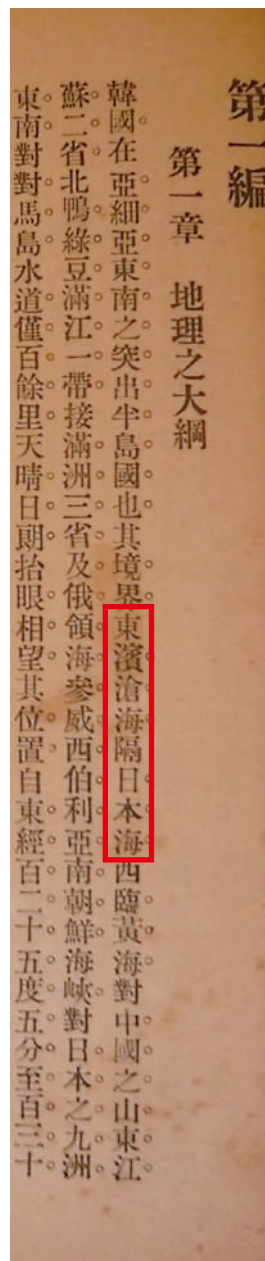 第一編
第一章　地理之大綱
韓國在亞細亞東南之突出半島國也其境界東濱滄海隔日本海西臨黃海對中國之山東江
蘇二省北鴨綠豆滿江一帶接滿洲三省及俄領海參威西伯利亞南朝鮮海峽對日本之九洲
東南對對馬島水道僅百餘里天晴日朗抬眼相望其位置自東經百二十五度五分至百三十